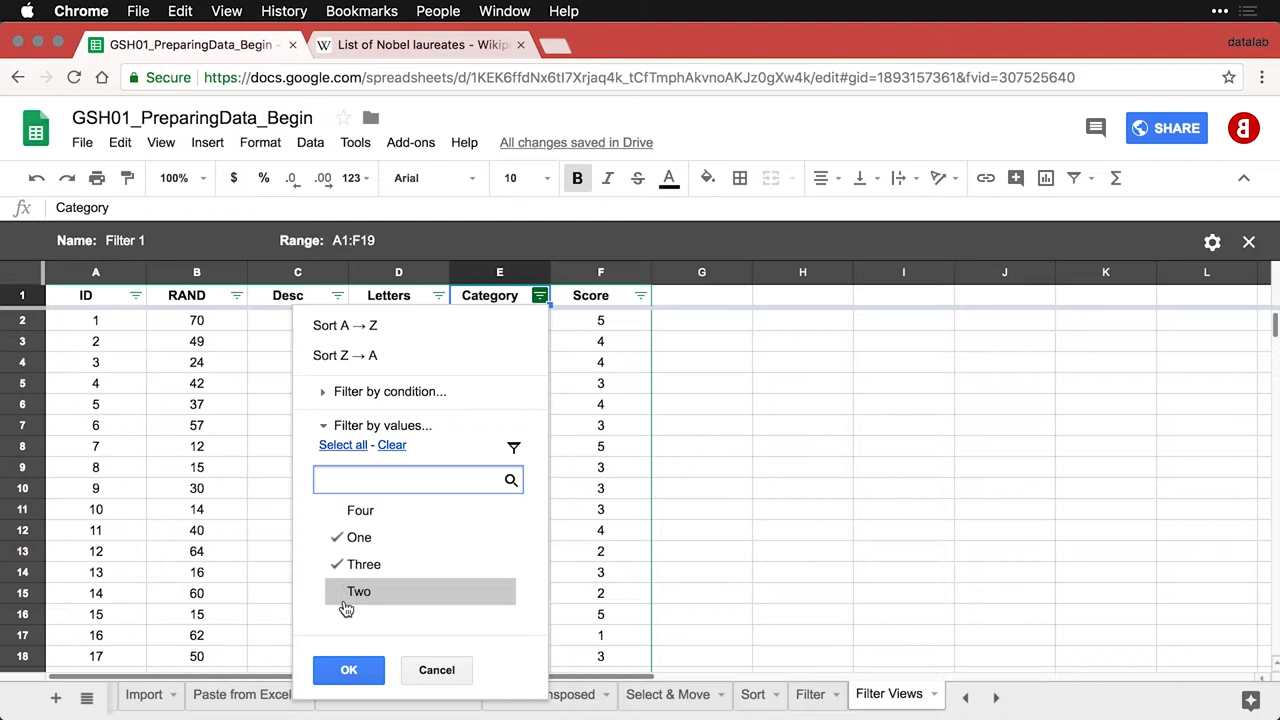 Chrome File Edit View History Bookmarks People Window Help
GSH01_PreparingData_Begin - List of Nobel laureates - Wikip datalab
Secure https://docs.google.com/spreadsheets/d/1KEK6ffdNx6tI7Xrjaq4k_tCfTmphAkvnoAKJz0gXw4k/edit#gid=1893157361&fvid=307525640
GSH01_PreparingData_Begin
SHARE
File Edit View Insert Format Data Tools Add-ons Help All changes saved in Drive
100% $ % .0 .00 123 Arial 10 B I S A Σ
fx Category
Name: Filter 1 Range: A1:F19
A B C D E F G H I J K L
1 ID RAND Desc Letters Category Score
2 1 70 5
Sort A → Z
3 2 49 4
Sort Z → A
4 3 24 4
5 4 42 3
Filter by condition...
6 5 37 4
7 6 57 Filter by values... 3
8 7 12 Select all - Clear 5
9 8 15 3
10 9 30 3
11 10 14 Four 3
12 11 40 One 4
13 12 64 Three 2
14 13 16 3
15 14 60 Two 2
16 15 15 5
17 16 62 1
18 17 50 3
OK Cancel
Import Paste from Excel nsposed Select & Move Sort Filter Filter Views